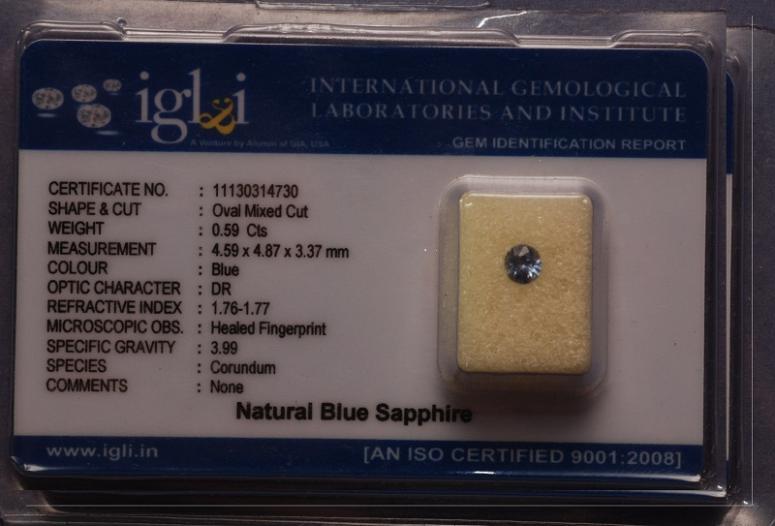 igl&i
INTERNATIONAL GEMOLOGICAL
LABORATORIES AND INSTITUTE
A Venture by Alumni of GIA, USA
GEM IDENTIFICATION REPORT
CERTIFICATE NO. : 11130314730
SHAPE & CUT : Oval Mixed Cut
WEIGHT : 0.59 Cts
MEASUREMENT : 4.59 x 4.87 x 3.37 mm
COLOUR : Blue
OPTIC CHARACTER : DR
REFRACTIVE INDEX : 1.76-1.77
MICROSCOPIC OBS. : Healed Fingerprint
SPECIFIC GRAVITY : 3.99
SPECIES : Corundum
COMMENTS : None
Natural Blue Sapphire
www.igli.in
[AN ISO CERTIFIED 9001:2008]